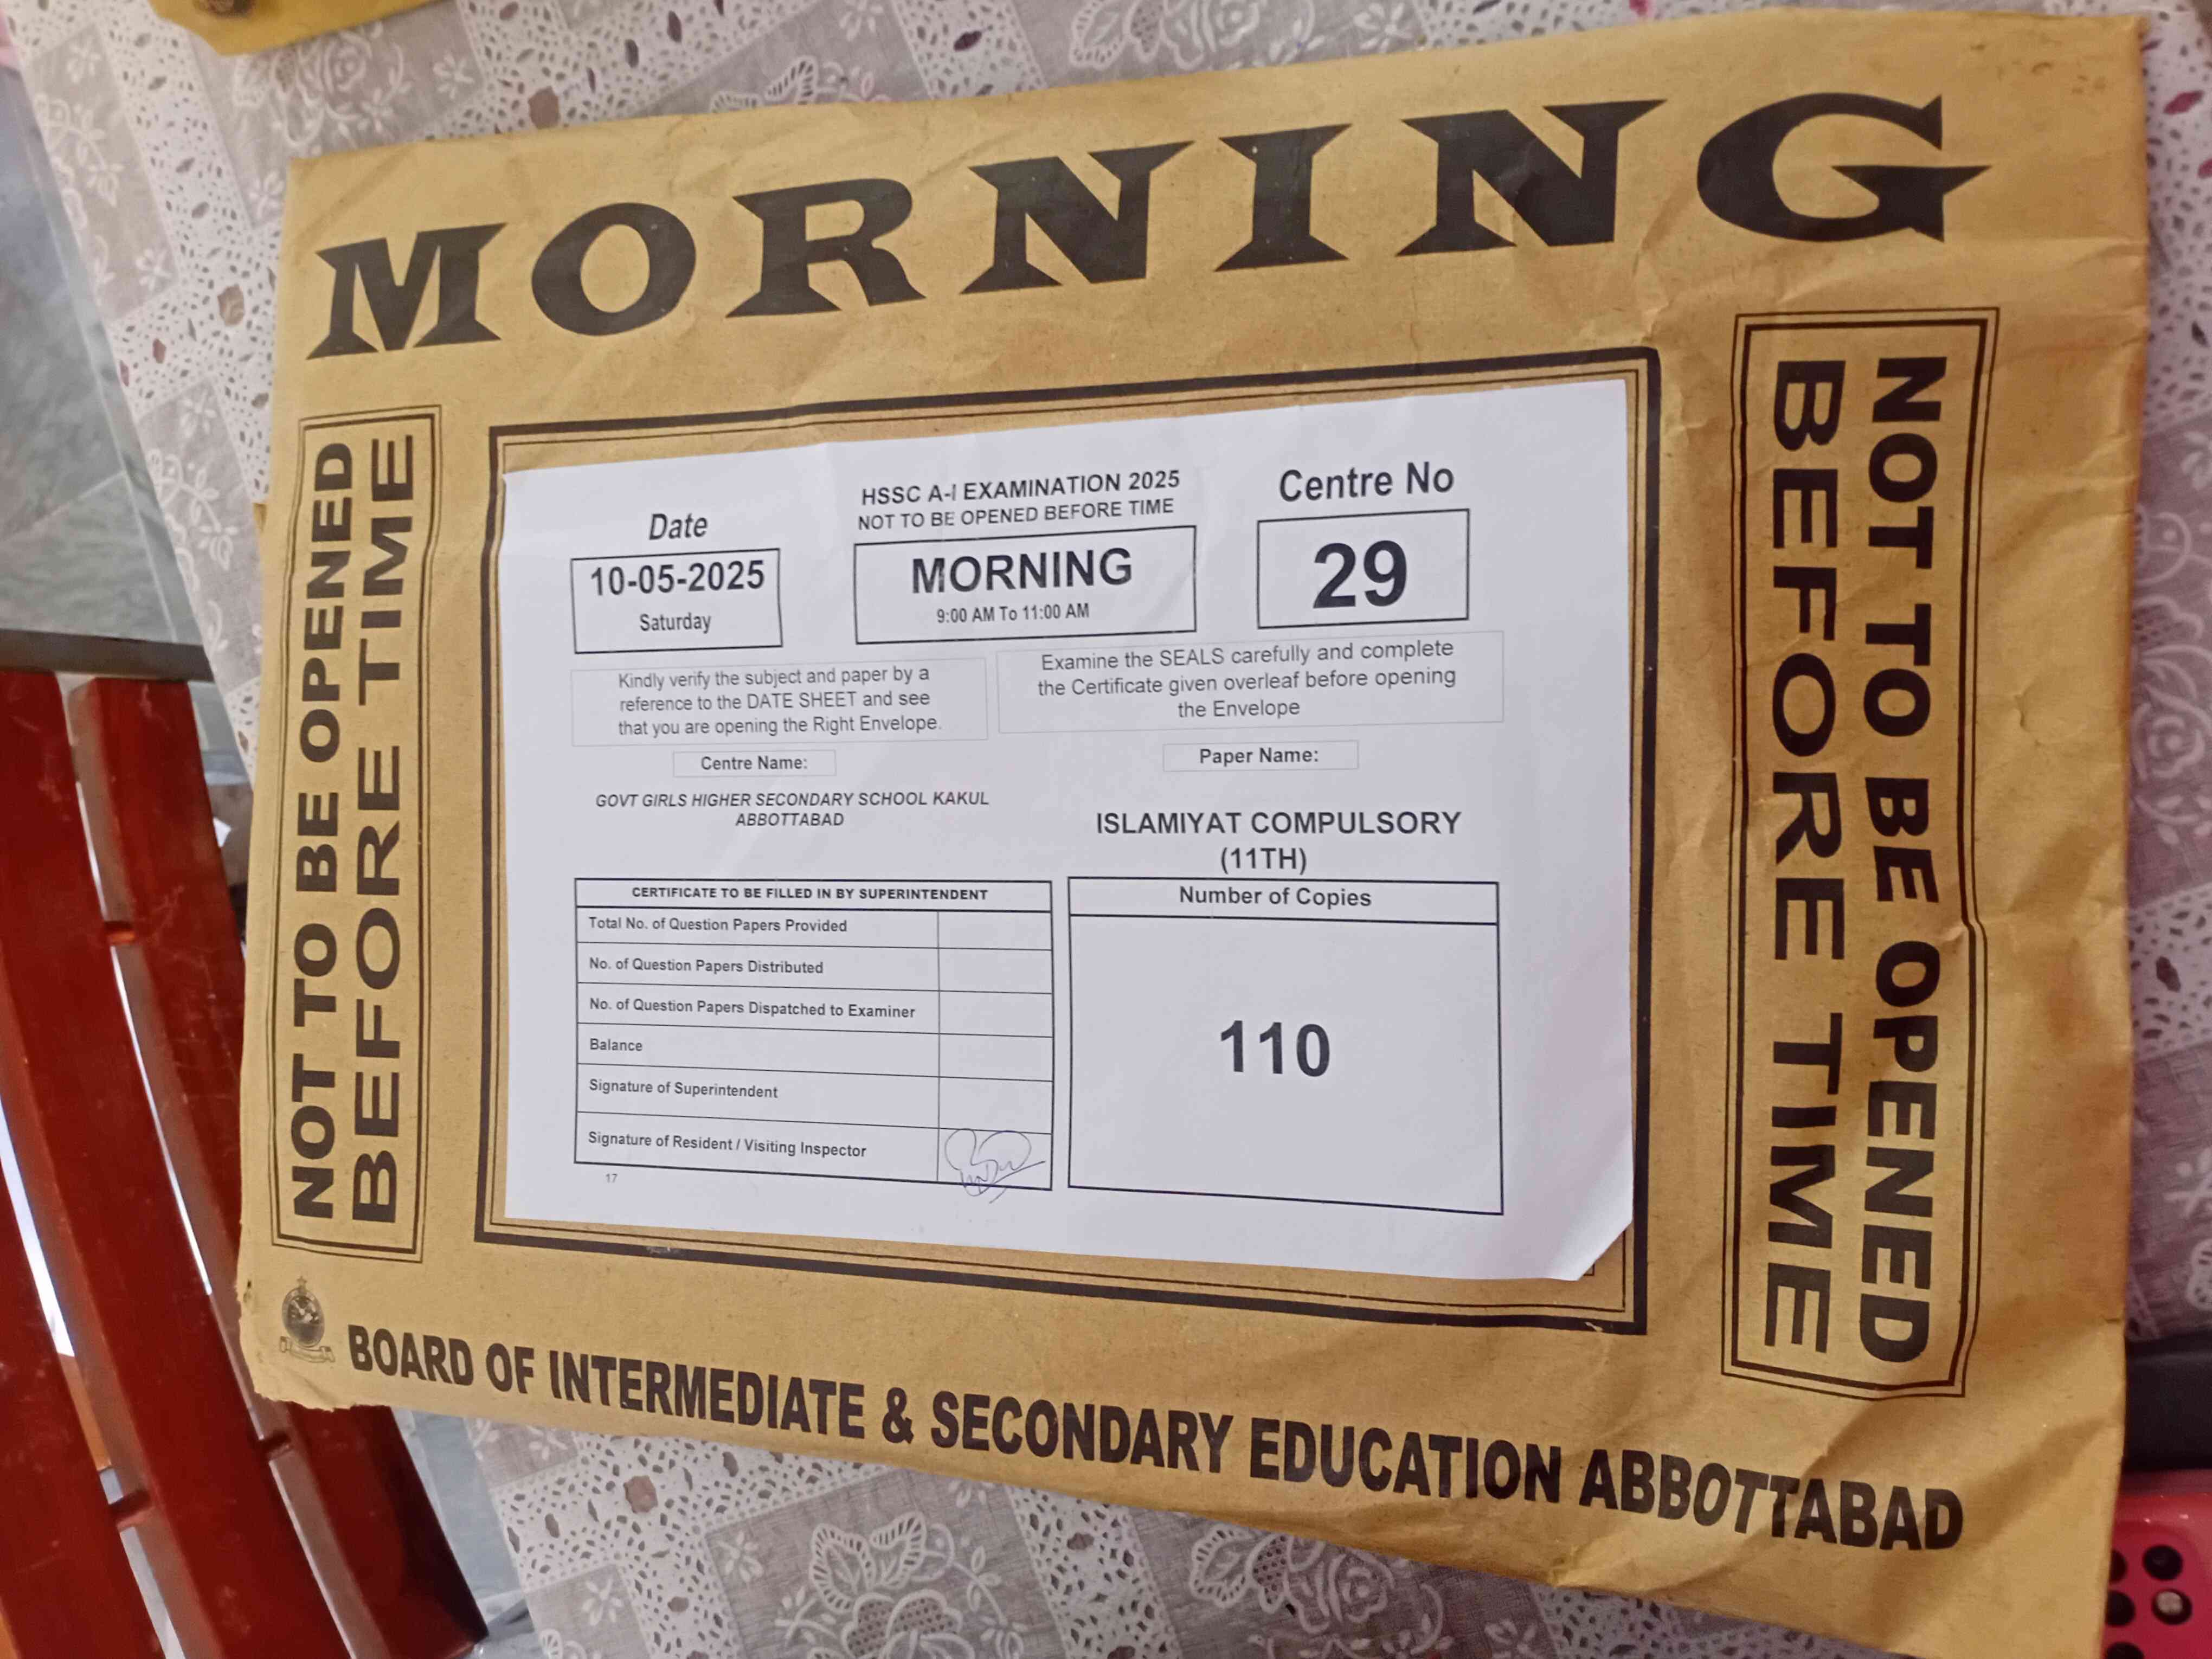 MORNING
NOT TO BE OPENED
BEFORE TIME
Date
10-05-2025
Saturday
HSSC A-I EXAMINATION 2025
NOT TO BE OPENED BEFORE TIME
MORNING
9:00 AM To 11:00 AM
Centre No
29
Kindly verify the subject and paper by a
reference to the DATE SHEET and see
that you are opening the Right Envelope.
Examine the SEALS carefully and complete
the Certificate given overleaf before opening
the Envelope
Centre Name:
GOVT GIRLS HIGHER SECONDARY SCHOOL KAKUL
ABBOTTABAD
Paper Name:
ISLAMIYAT COMPULSORY
(11TH)
CERTIFICATE TO BE FILLED IN BY SUPERINTENDENT
Total No. of Question Papers Provided
No. of Question Papers Distributed
No. of Question Papers Dispatched to Examiner
Balance
Signature of Superintendent
Signature of Resident / Visiting Inspector
17
Number of Copies
110
NOT TO BE OPENED
BEFORE TIME
BOARD OF INTERMEDIATE & SECONDARY EDUCATION ABBOTTABAD